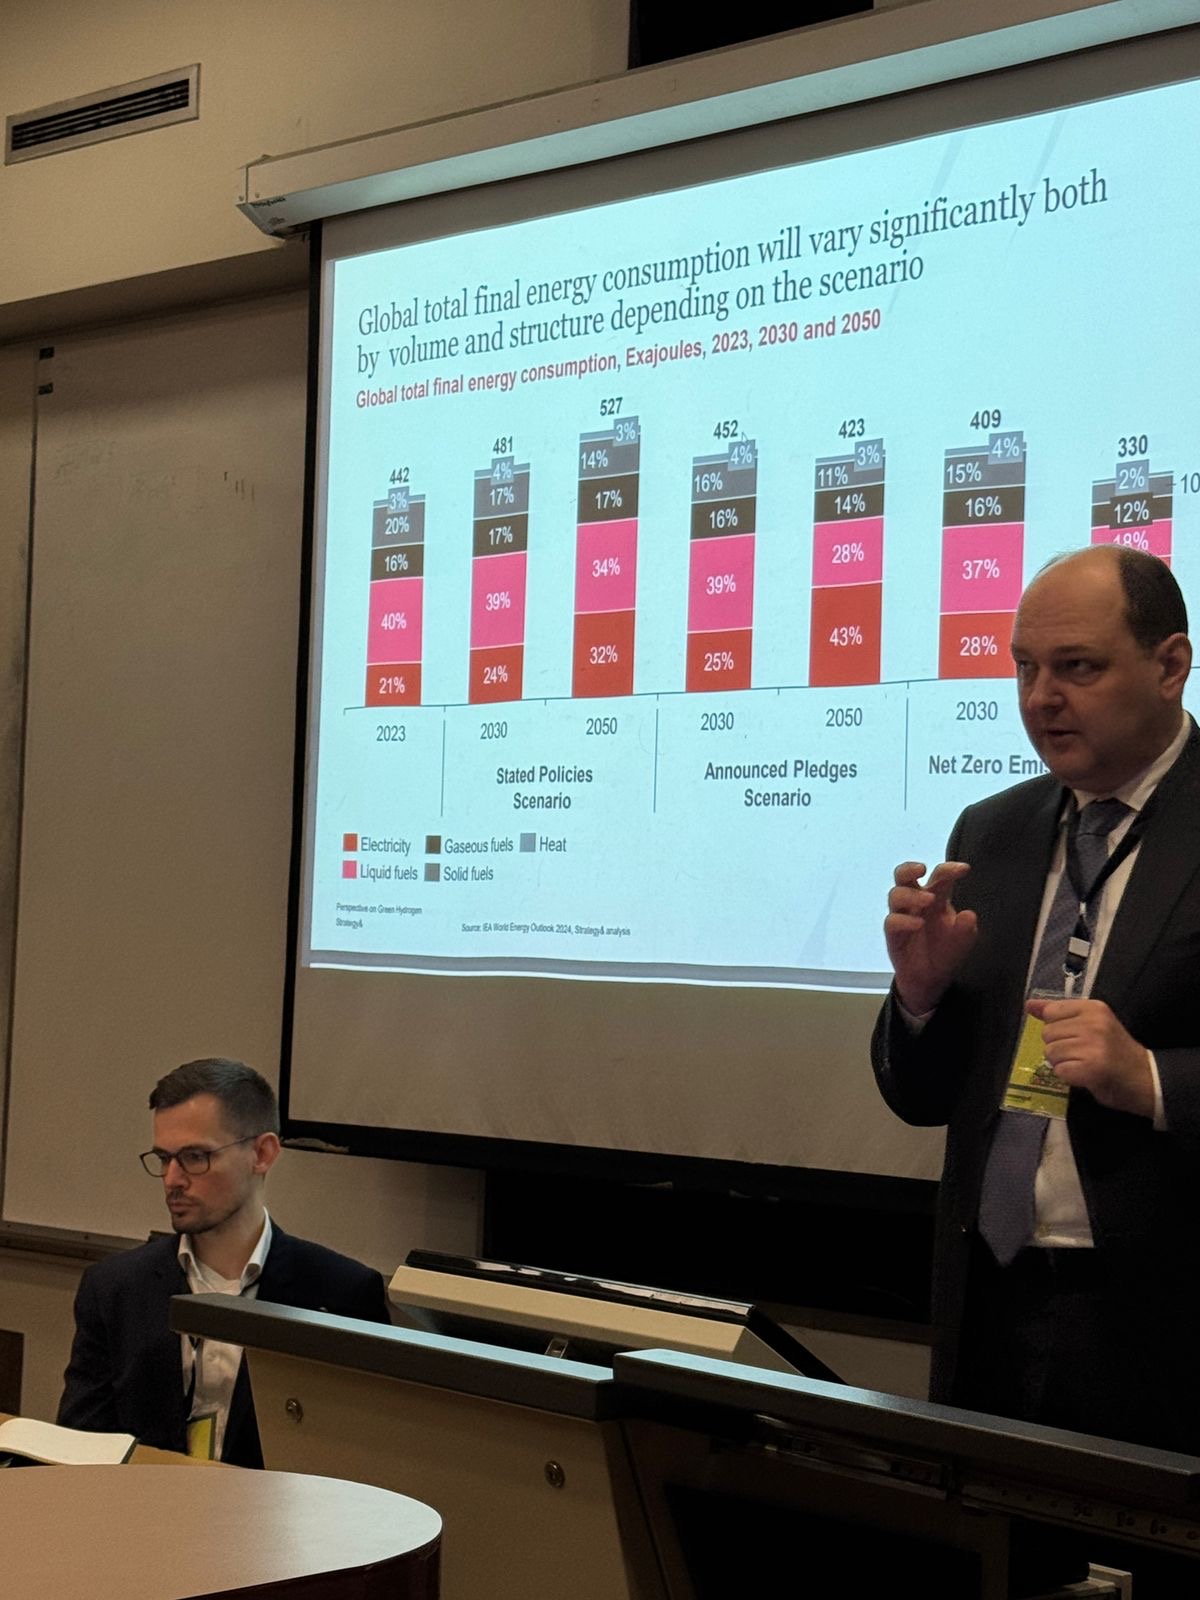 Global total final energy consumption will vary significantly both
by volume and structure depending on the scenario
Global total final energy consumption, Exajoules, 2023, 2030 and 2050
442
3%
20%
16%
40%
21%
2023
481
4%
17%
17%
39%
24%
2030
527
3%
14%
17%
34%
32%
2050
Stated Policies
Scenario
452
4%
16%
16%
39%
25%
2030
423
3%
11%
14%
28%
43%
2050
Announced Pledges
Scenario
409
4%
15%
16%
37%
28%
2030
330
2%
10
12%
18%
Net Zero Emis
Electricity
Gaseous fuels
Heat
Liquid fuels
Solid fuels
Perspective on Green Hydrogen
Strategy&
Source: IEA World Energy Outlook 2024, Strategy& analysis